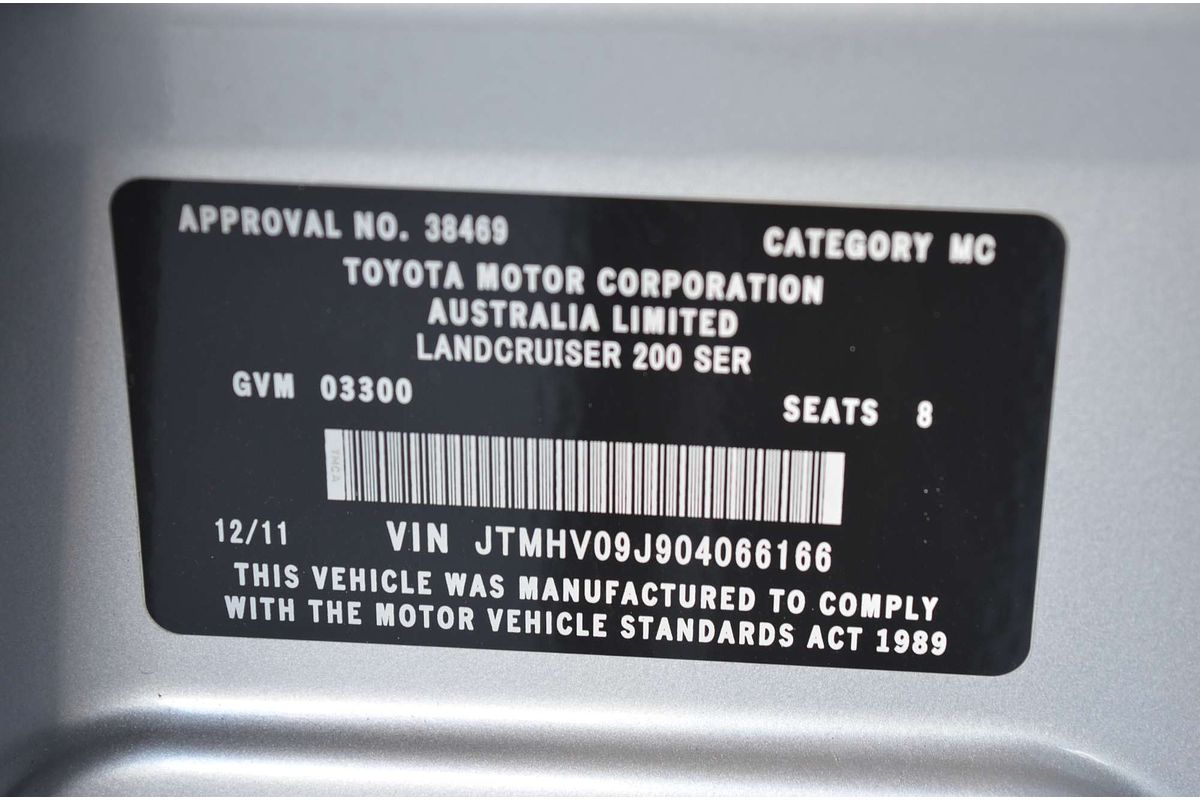 APPROVAL NO. 38469 CATEGORY MC
TOYOTA MOTOR CORPORATION
AUSTRALIA LIMITED
LANDCRUISER 200 SER
GVM 03300 SEATS 8
TMCA
12/11 VIN JTMHV09J904066166
THIS VEHICLE WAS MANUFACTURED TO COMPLY
WITH THE MOTOR VEHICLE STANDARDS ACT 1989